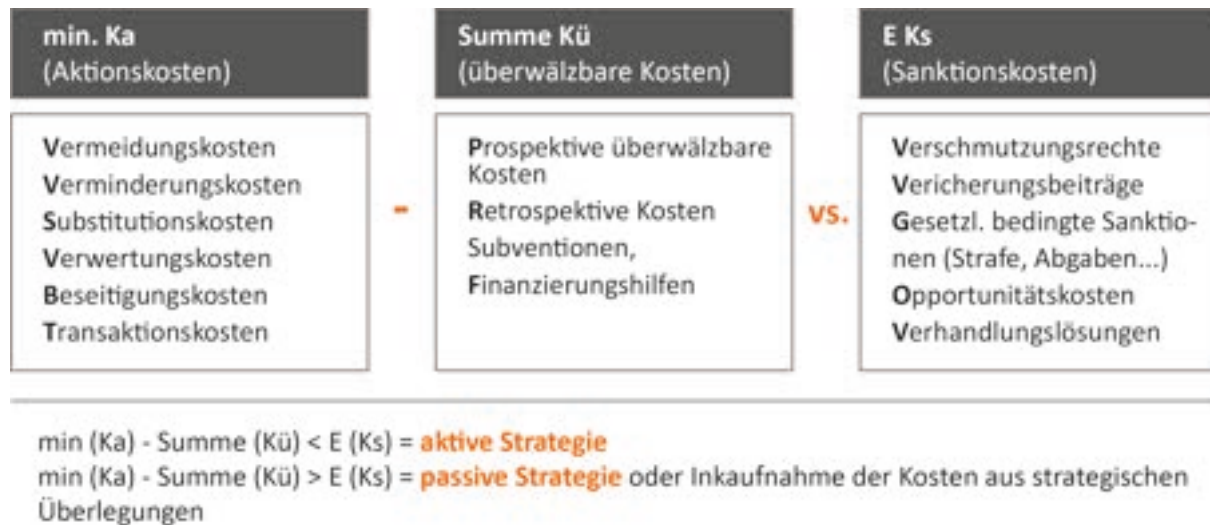 min. Ka
(Aktionskosten)
Vermeidungskosten
Verminderungskosten
Substitutionskosten
Verwertungskosten
Beseitigungskosten
Transaktionskosten
-
Summe Kü
(überwälzbare Kosten)
Prospektive überwälzbare
Kosten
Retrospektive Kosten
Subventionen,
Finanzierungshilfen
vs.
E Ks
(Sanktionskosten)
Verschmutzungsrechte
Vericherungsbeiträge
Gesetzl. bedingte Sanktio-
nen (Strafe, Abgaben...)
Opportunitätskosten
Verhandlungslösungen
min (Ka) - Summe (Kü) < E (Ks) = aktive Strategie
min (Ka) - Summe (Kü) > E (Ks) = passive Strategie oder Inkaufnahme der Kosten aus strategischen
Überlegungen